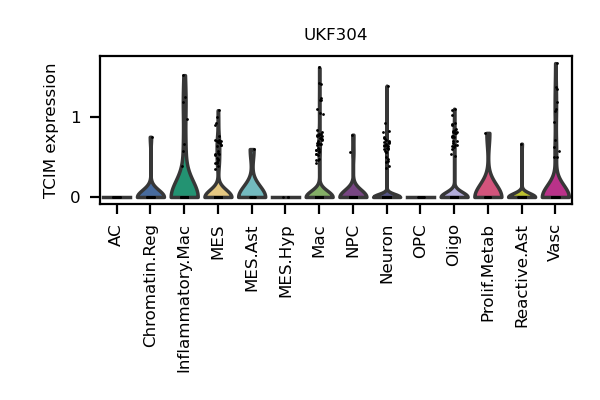 UKF304
TCIM expression
1
0
AC
Chromatin.Reg
Inflammatory.Mac
MES
MES.Ast
MES.Hyp
Mac
NPC
Neuron
OPC
Oligo
Prolif.Metab
Reactive.Ast
Vasc